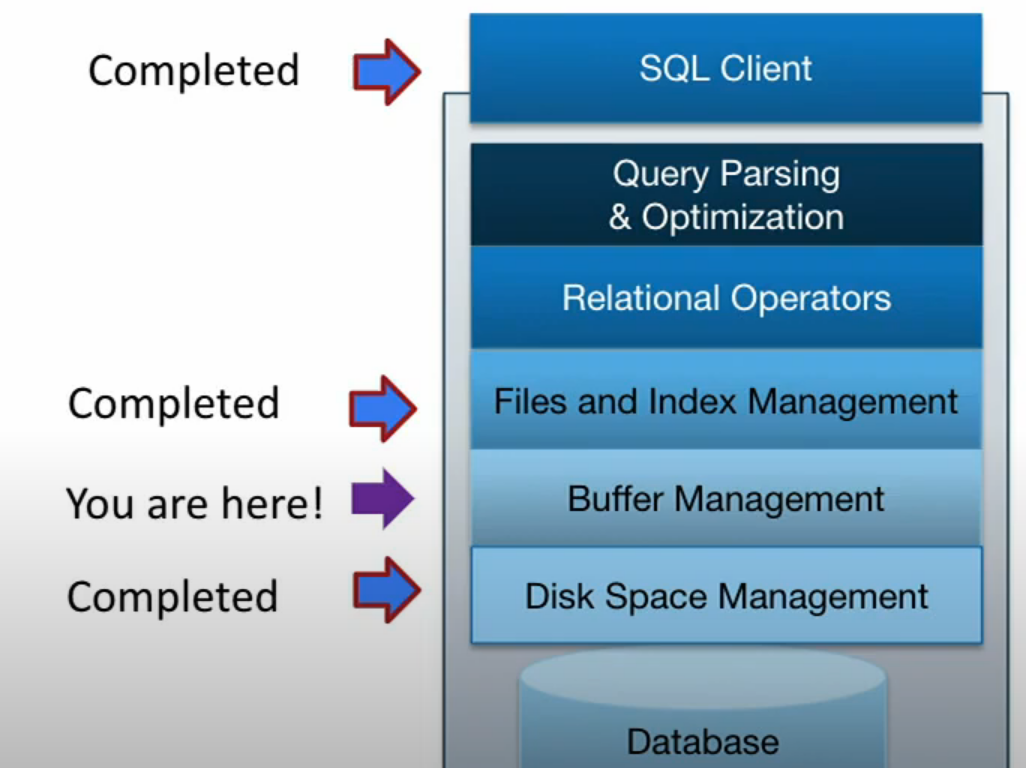 Completed
SQL Client
Query Parsing
& Optimization
Relational Operators
Completed
Files and Index Management
You are here!
Buffer Management
Completed
Disk Space Management
Database